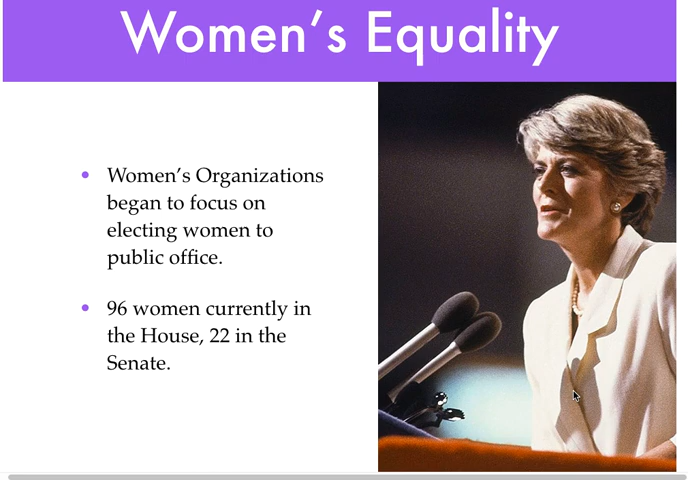 Women's Equality
• Women's Organizations
began to focus on
electing women to
public office.
• 96 women currently in
the House, 22 in the
Senate.